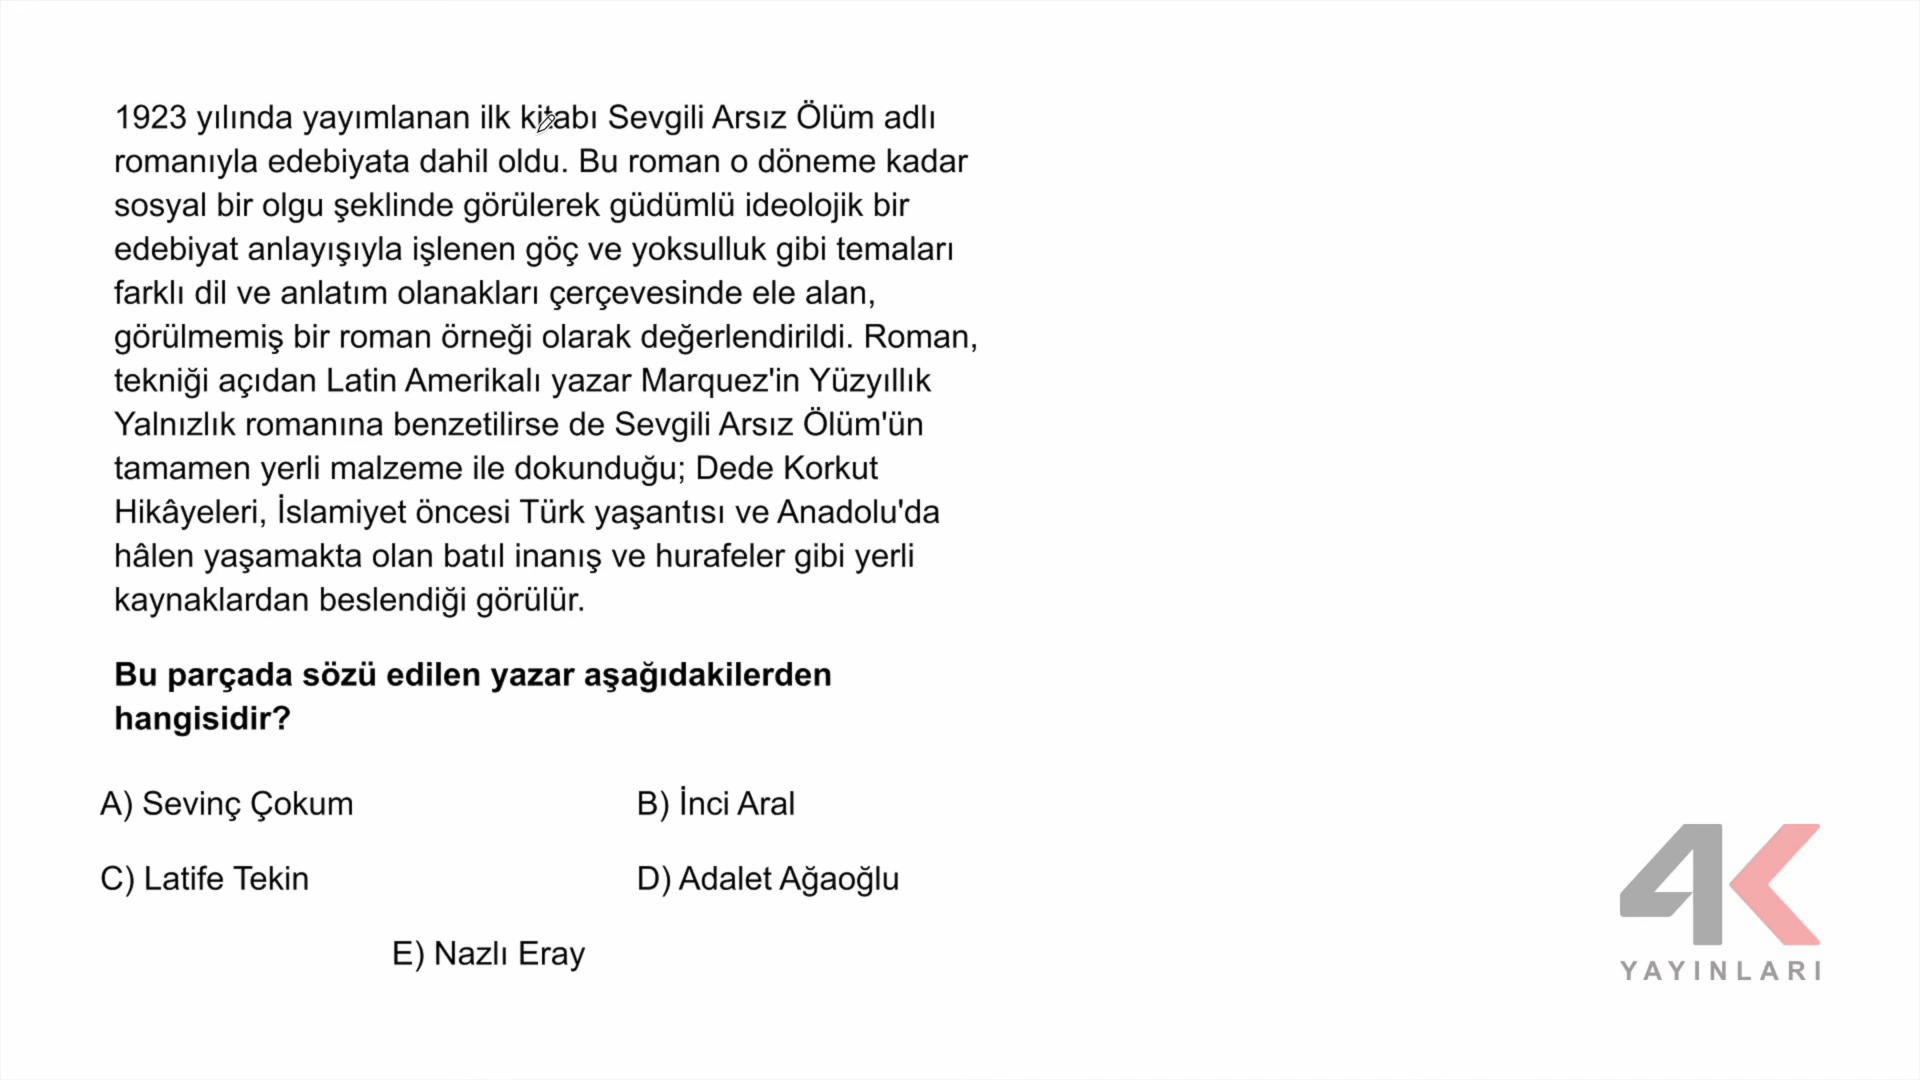 1923 yılında yayımlanan ilk kitabı Sevgili Arsız Ölüm adlı
romanıyla edebiyata dahil oldu. Bu roman o döneme kadar
sosyal bir olgu şeklinde görülerek güdümlü ideolojik bir
edebiyat anlayışıyla işlenen göç ve yoksulluk gibi temaları
farklı dil ve anlatım olanakları çerçevesinde ele alan,
görülmemiş bir roman örneği olarak değerlendirildi. Roman,
tekniği açıdan Latin Amerikalı yazar Marquez'in Yüzyıllık
Yalnızlık romanına benzetilirse de Sevgili Arsız Ölüm'ün
tamamen yerli malzeme ile dokunduğu; Dede Korkut
Hikâyeleri, İslamiyet öncesi Türk yaşantısı ve Anadolu'da
hâlen yaşamakta olan batıl inanış ve hurafeler gibi yerli
kaynaklardan beslendiği görülür.
Bu parçada sözü edilen yazar aşağıdakilerden
hangisidir?
A) Sevinç Çokum
B) İnci Aral
C) Latife Tekin
D) Adalet Ağaoğlu
E) Nazlı Eray
4K
YAYINLARI